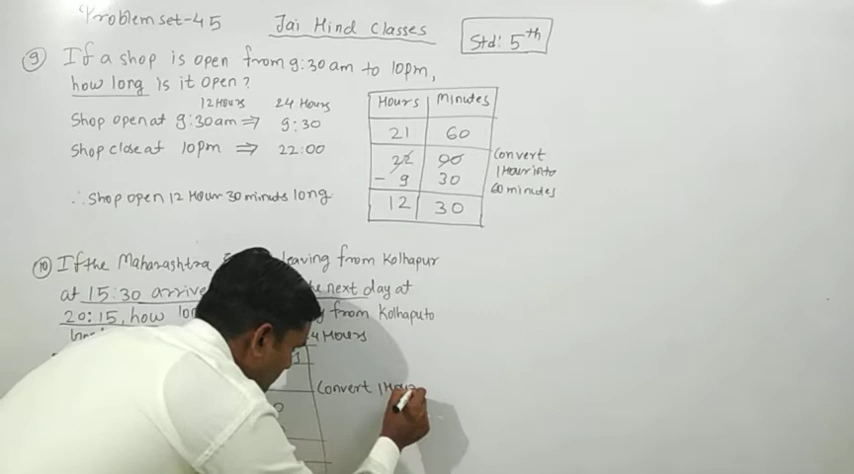 Problem set-45
Jai Hind Classes
Std: 5th
9 If a shop is open from 9:30am to 10pm,
how long is it open?
12 Hours 24 Hours
Shop open at 9:30am ⇒ 9:30
Shop close at 10pm ⇒ 22:00
∴ Shop open 12 Hour 30 minuts long
Hours Minutes
21 60
22 00
- 9 30
12 30
Convert
1 Hour into
60 minutes
10 If the Maharashtra leaving from Kolhapur
at 15:30 arrive the next day at
20:15, how from Kolhaputo
Hours
Convert 1 Hour